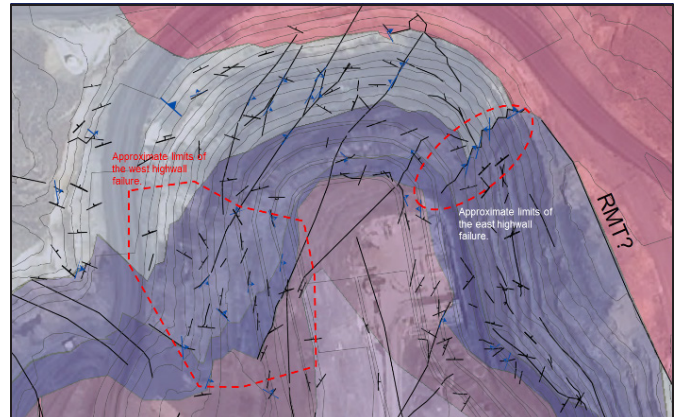 Approximate limits of
the west highwall
failure.
Approximate limits of
the east highwall
failure.
RMT?